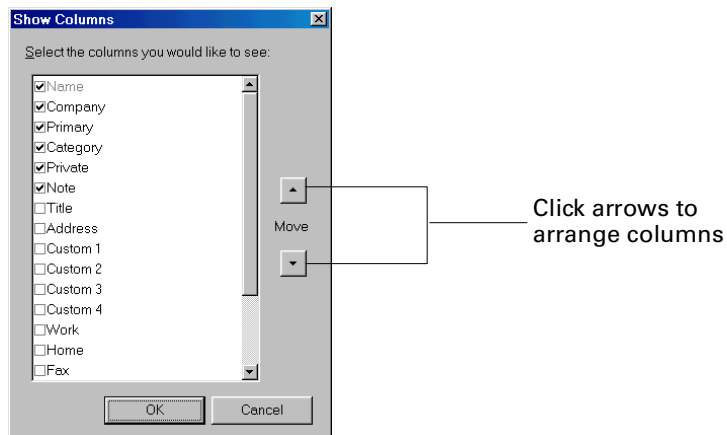 Show Columns
Select the columns you would like to see:
Name
Company
Primary
Category
Private
Note
Title
Address
Custom 1
Custom 2
Custom 3
Custom 4
Work
Home
Fax
Move
OK
Cancel
Click arrows to
arrange columns